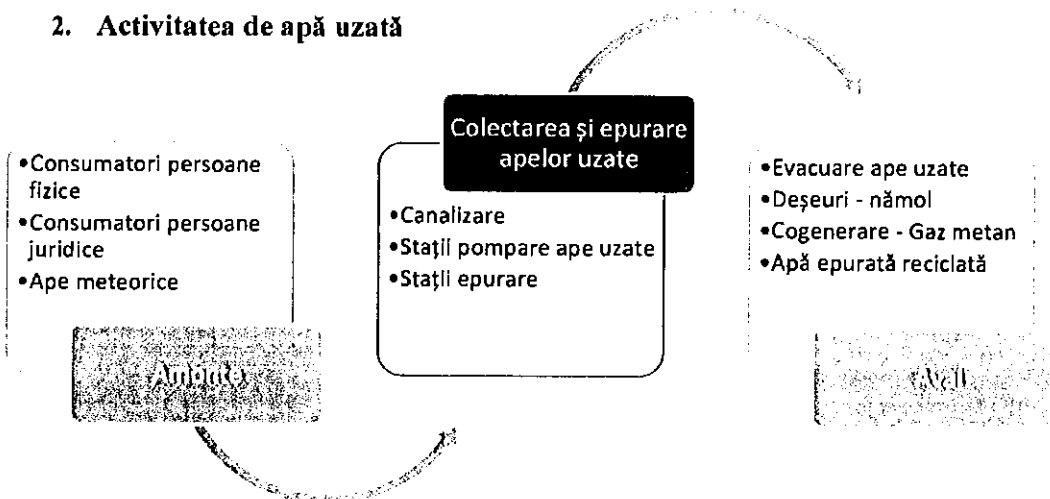 2. Activitatea de apă uzată
•Consumatori persoane
fizice
•Consumatori persoane
juridice
•Ape meteorice
Amonte
Colectarea și epurare
apelor uzate
•Canalizare
•Stații pompare ape uzate
•Stații epurare
•Evacuare ape uzate
•Deșeuri - nămol
•Cogenerare - Gaz metan
•Apă epurată reciclată
Aval